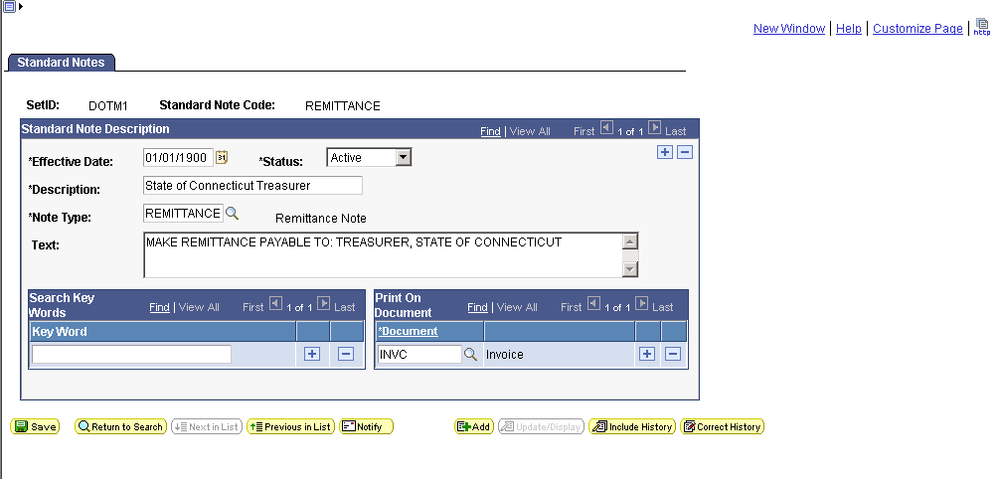 New Window | Help | Customize Page | http
Standard Notes
SetID: DOTM1 Standard Note Code: REMITTANCE
Standard Note Description Find | View All First 1 of 1 Last
*Effective Date: 01/01/1900 31 *Status: Active
*Description: State of Connecticut Treasurer
*Note Type: REMITTANCE Remittance Note
Text: MAKE REMITTANCE PAYABLE TO: TREASURER, STATE OF CONNECTICUT
Search Key Words Find | View All First 1 of 1 Last
Key Word
Print On Document Find | View All First 1 of 1 Last
*Document
INVC Invoice
Save Return to Search Next in List Previous in List Notify Add Update/Display Include History Correct History